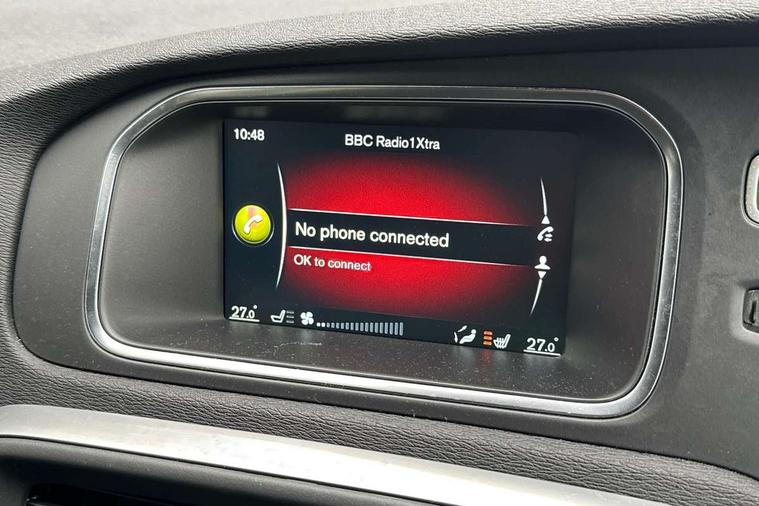 10:48
BBC Radio1Xtra
No phone connected
OK to connect
27.0°
27.0°